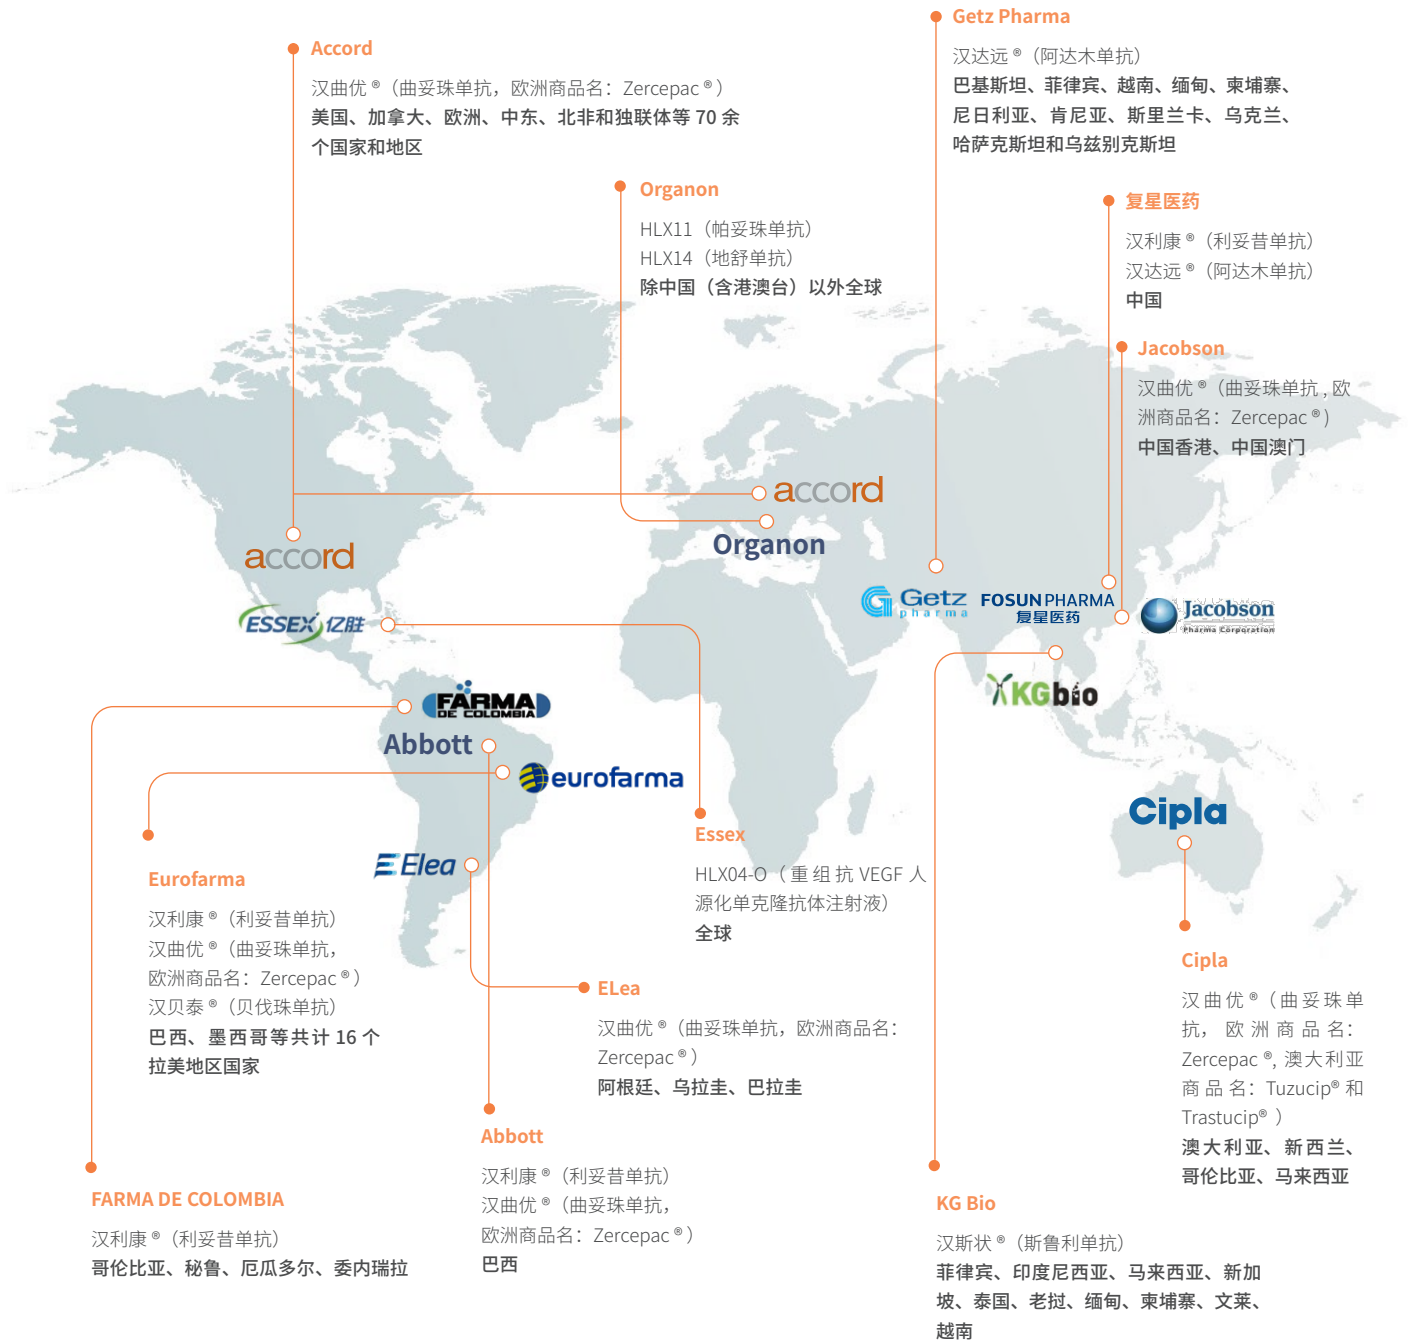 Accord
汉曲优®（曲妥珠单抗，欧洲商品名：Zercepac®）
美国、加拿大、欧洲、中东、北非和独联体等 70 余
个国家和地区
Getz Pharma
汉达远®（阿达木单抗）
巴基斯坦、菲律宾、越南、缅甸、柬埔寨、
尼日利亚、肯尼亚、斯里兰卡、乌克兰、
哈萨克斯坦和乌兹别克斯坦
Organon
HLX11（帕妥珠单抗）
HLX14（地舒单抗）
除中国（含港澳台）以外全球
复星医药
汉利康®（利妥昔单抗）
汉达远®（阿达木单抗）
中国
Jacobson
汉曲优®（曲妥珠单抗 , 欧
洲商品名：Zercepac®）
中国香港、中国澳门
accord
Organon
accord
ESSEX 亿胜
Getz
pharma
FOSUN PHARMA
复星医药
Jacobson
Pharma Corporation
KGbio
FARMA
DE COLOMBIA
Abbott
eurofarma
Elea
Cipla
Essex
HLX04-O（重组抗 VEGF 人
源化单克隆抗体注射液）
全球
Eurofarma
汉利康®（利妥昔单抗）
汉曲优®（曲妥珠单抗，
欧洲商品名：Zercepac®）
汉贝泰®（贝伐珠单抗）
巴西、墨西哥等共计 16 个
拉美地区国家
ELea
汉曲优®（曲妥珠单抗，欧洲商品名：
Zercepac®）
阿根廷、乌拉圭、巴拉圭
Cipla
汉曲优®（曲妥珠单
抗，欧洲商品名：
Zercepac®, 澳大利亚
商品名：Tuzucip® 和
Trastucip®）
澳大利亚、新西兰、
哥伦比亚、马来西亚
Abbott
汉利康®（利妥昔单抗）
汉曲优®（曲妥珠单抗，
欧洲商品名：Zercepac®）
巴西
FARMA DE COLOMBIA
汉利康®（利妥昔单抗）
哥伦比亚、秘鲁、厄瓜多尔、委内瑞拉
KG Bio
汉斯状®（斯鲁利单抗）
菲律宾、印度尼西亚、马来西亚、新加
坡、泰国、老挝、缅甸、柬埔寨、文莱、
越南